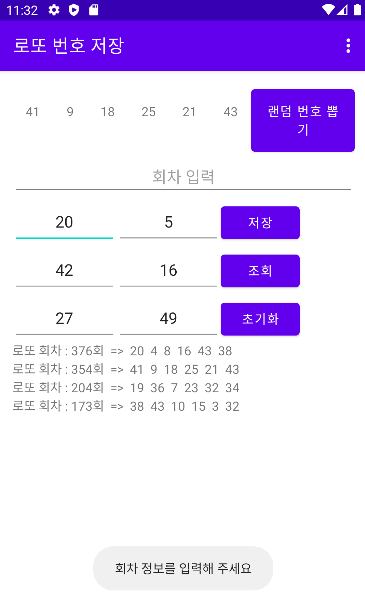 11:32
로또 번호 저장
41 9 18 25 21 43
랜덤 번호 뽑
기
회차 입력
20 5 저장
42 16 조회
27 49 초기화
로또 회차 : 376회 => 20 4 8 16 43 38
로또 회차 : 354회 => 41 9 18 25 21 43
로또 회차 : 204회 => 19 36 7 23 32 34
로또 회차 : 173회 => 38 43 10 15 3 32
회차 정보를 입력해 주세요